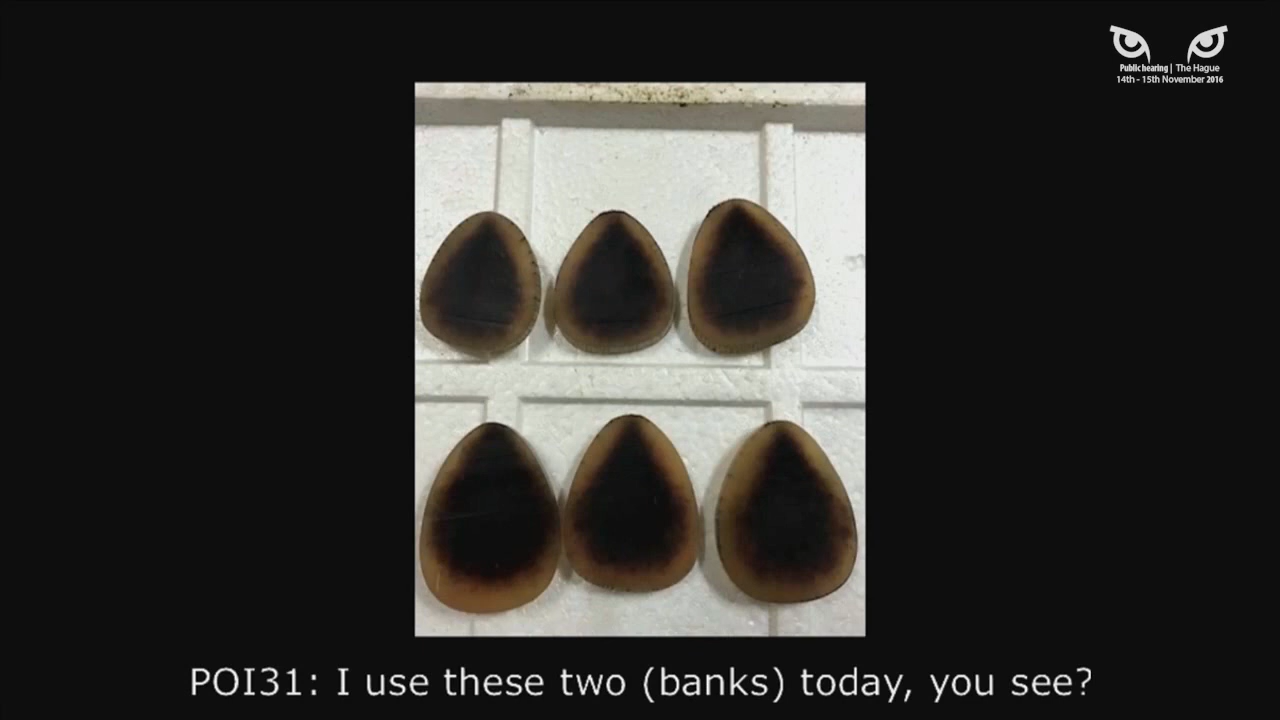 Public hearing | The Hague
14th - 15th November 2016
POI31: I use these two (banks) today, you see?